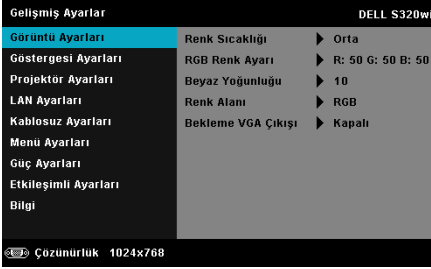 Gelişmiş Ayarlar DELL S320wi
Görüntü Ayarları Renk Sıcaklığı Orta
Göstergesi Ayarları RGB Renk Ayarı R: 50 G: 50 B: 50
Projektör Ayarları Beyaz Yoğunluğu 10
LAN Ayarları Renk Alanı RGB
Kablosuz Ayarları Bekleme VGA Çıkışı Kapalı
Menü Ayarları
Güç Ayarları
Etkileşimli Ayarları
Bilgi
Çözünürlük 1024x768